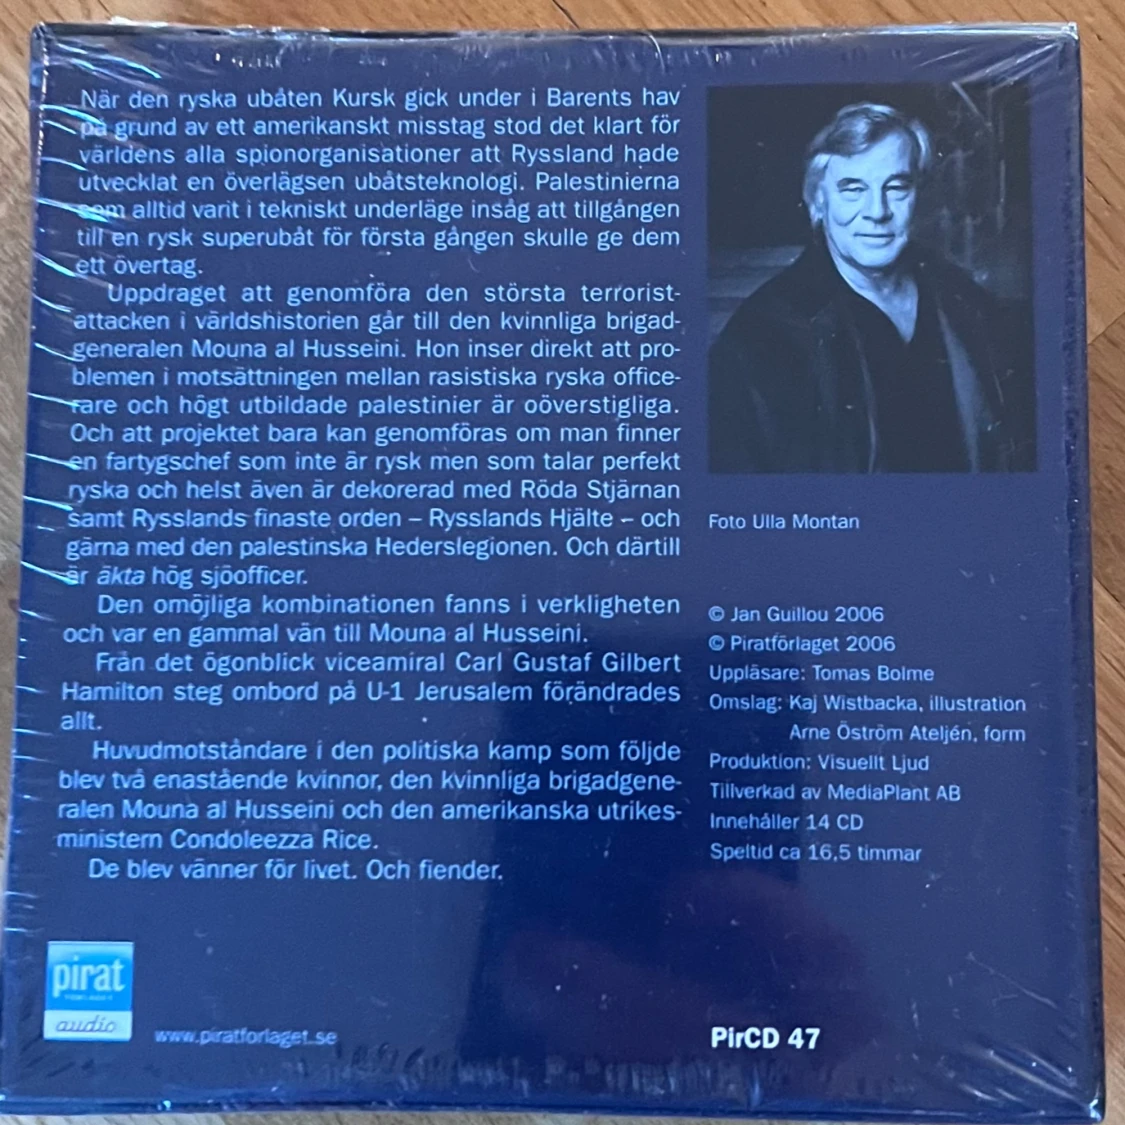 När den ryska ubåten Kursk gick under i Barents hav
på grund av ett amerikanskt misstag stod det klart för
världens alla spionorganisationer att Ryssland hade
utvecklat en överlägsen ubåtsteknologi. Palestinierna
som alltid varit i tekniskt underläge insåg att tillgången
till en rysk superubåt för första gången skulle ge dem
ett övertag.
Uppdraget att genomföra den största terrorist-
attacken i världshistorien går till den kvinnliga brigad-
generalen Mouna al Husseini. Hon inser direkt att pro-
blemen i motsättningen mellan rasistiska ryska office-
rare och högt utbildade palestinier är oöverstigliga.
Och att projektet bara kan genomföras om man finner
en fartygschef som inte är rysk men som talar perfekt
ryska och helst även är dekorerad med Röda Stjärnan
samt Rysslands finaste orden – Rysslands Hjälte – och
gärna med den palestinska Hederslegionen. Och därtill
är äkta hög sjöofficer.
Den omöjliga kombinationen fanns i verkligheten
och var en gammal vän till Mouna al Husseini.
Från det ögonblick viceamiral Carl Gustaf Gilbert
Hamilton steg ombord på U-1 Jerusalem förändrades
allt.
Huvudmotståndare i den politiska kamp som följde
blev två enastående kvinnor, den kvinnliga brigadgene-
ralen Mouna al Husseini och den amerikanska utrikes-
ministern Condoleezza Rice.
De blev vänner för livet. Och fiender.
Foto Ulla Montan
© Jan Guillou 2006
© Piratförlaget 2006
Uppläsare: Tomas Bolme
Omslag: Kaj Wistbacka, illustration
Arne Öström Ateljén, form
Produktion: Visuellt Ljud
Tillverkad av MediaPlant AB
Innehåller 14 CD
Speltid ca 16,5 timmar
pirat
audio
www.piratforlaget.se
PirCD 47